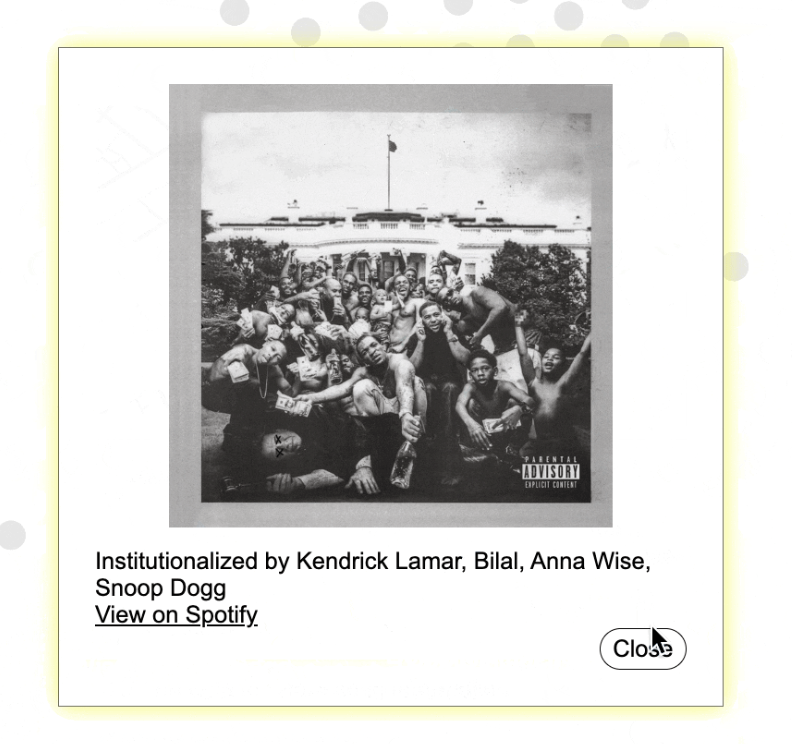 PARENTAL
ADVISORY
EXPLICIT CONTENT
Institutionalized by Kendrick Lamar, Bilal, Anna Wise,
Snoop Dogg
View on Spotify
Close